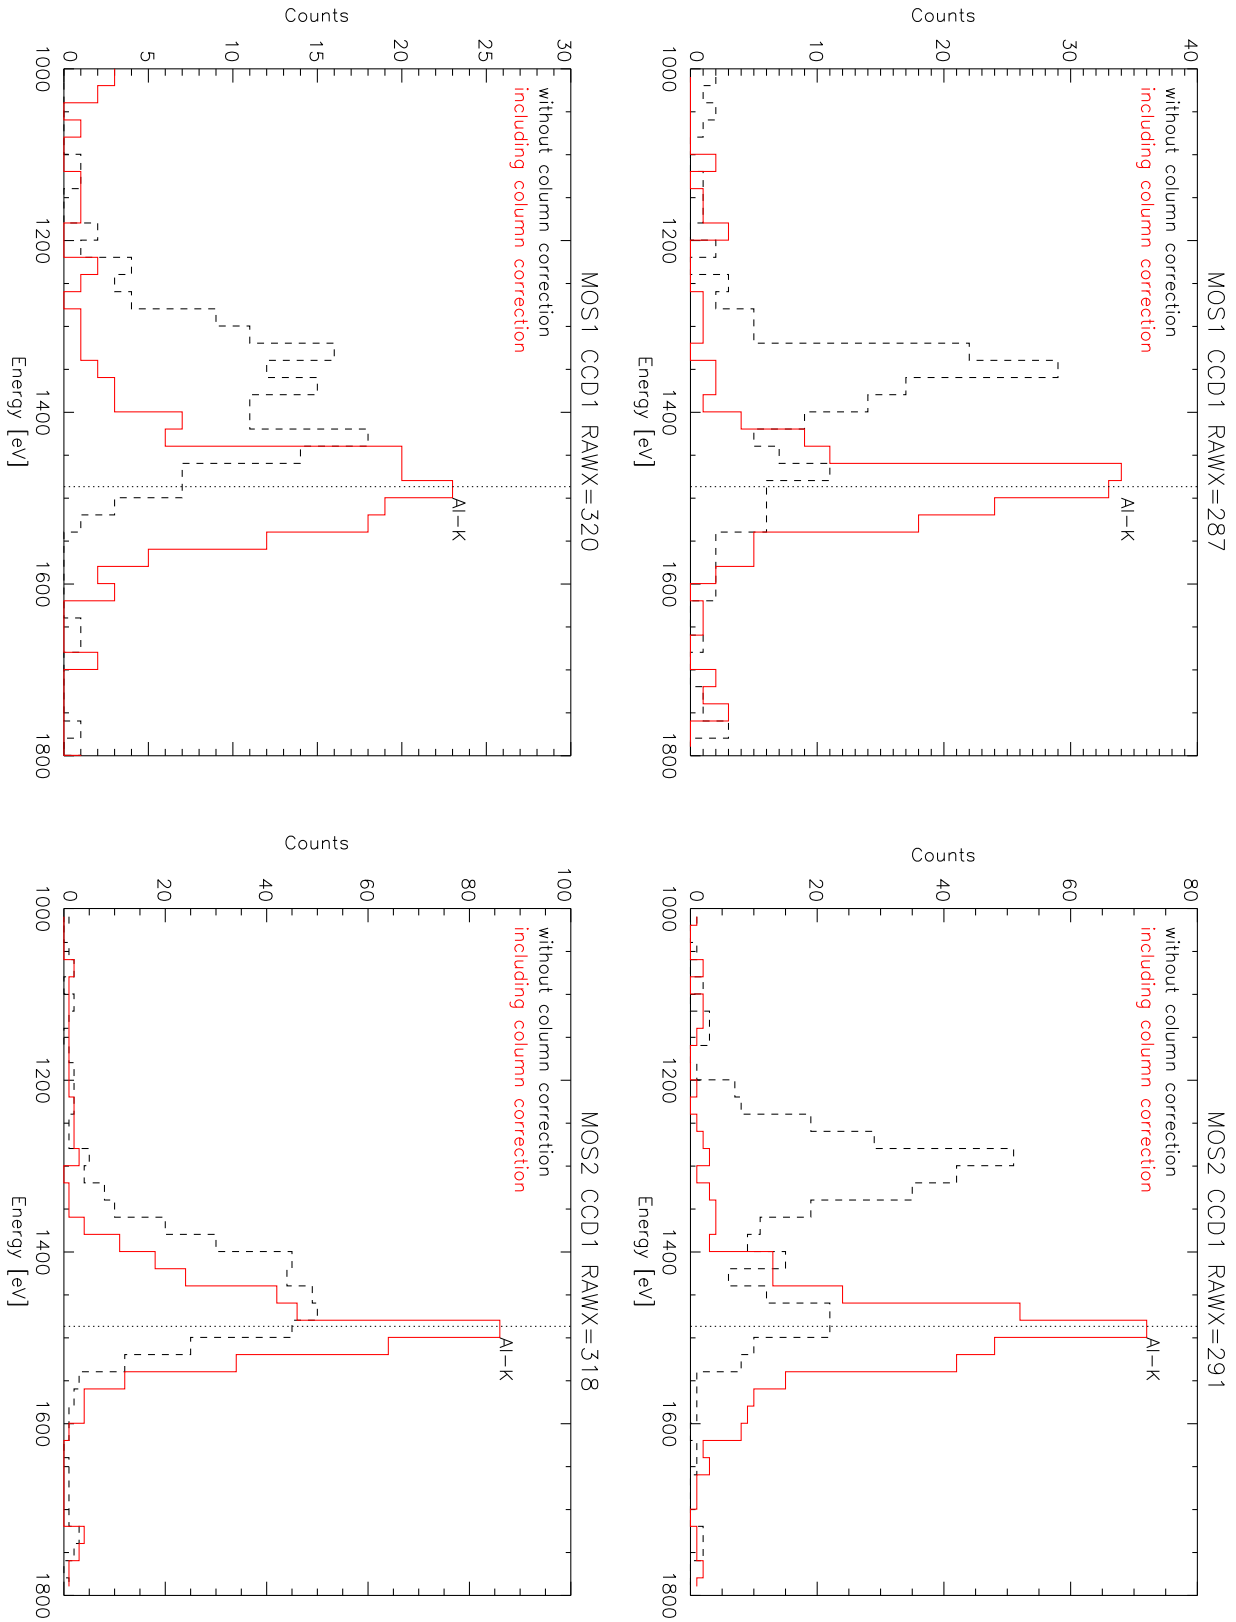 MOS1 CCD1 RAWX=287
Counts
40
30
20
10
0
without column correction
including column correction
Al-K
1000
1200
1400
1600
1800
Energy [eV]
MOS2 CCD1 RAWX=291
Counts
80
60
40
20
0
without column correction
including column correction
Al-K
1000
1200
1400
1600
1800
Energy [eV]
MOS1 CCD1 RAWX=320
Counts
30
25
20
15
10
5
0
without column correction
including column correction
Al-K
1000
1200
1400
1600
1800
Energy [eV]
MOS2 CCD1 RAWX=318
Counts
100
80
60
40
20
0
without column correction
including column correction
Al-K
1000
1200
1400
1600
1800
Energy [eV]